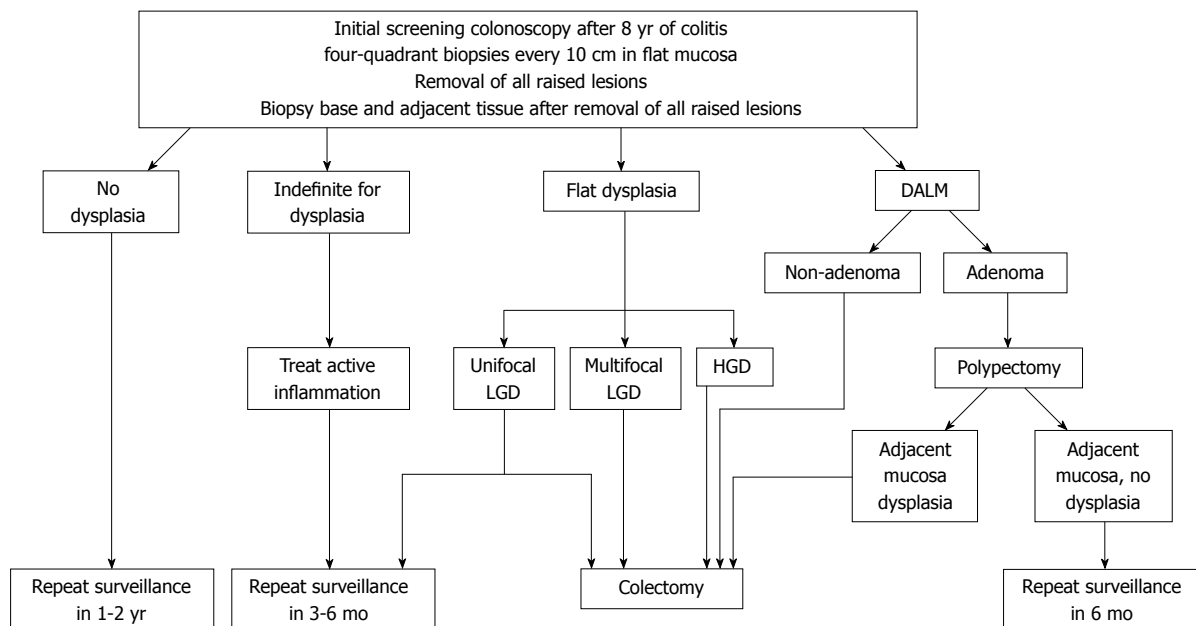 Initial screening colonoscopy after 8 yr of colitis
four-quadrant biopsies every 10 cm in flat mucosa
Removal of all raised lesions
Biopsy base and adjacent tissue after removal of all raised lesions
No
dysplasia
Indefinite for
dysplasia
Flat dysplasia
DALM
Non-adenoma
Adenoma
Treat active
inflammation
Unifocal
LGD
Multifocal
LGD
HGD
Polypectomy
Adjacent
mucosa
dysplasia
Adjacent
mucosa, no
dysplasia
Repeat surveillance
in 1-2 yr
Repeat surveillance
in 3-6 mo
Colectomy
Repeat surveillance
in 6 mo